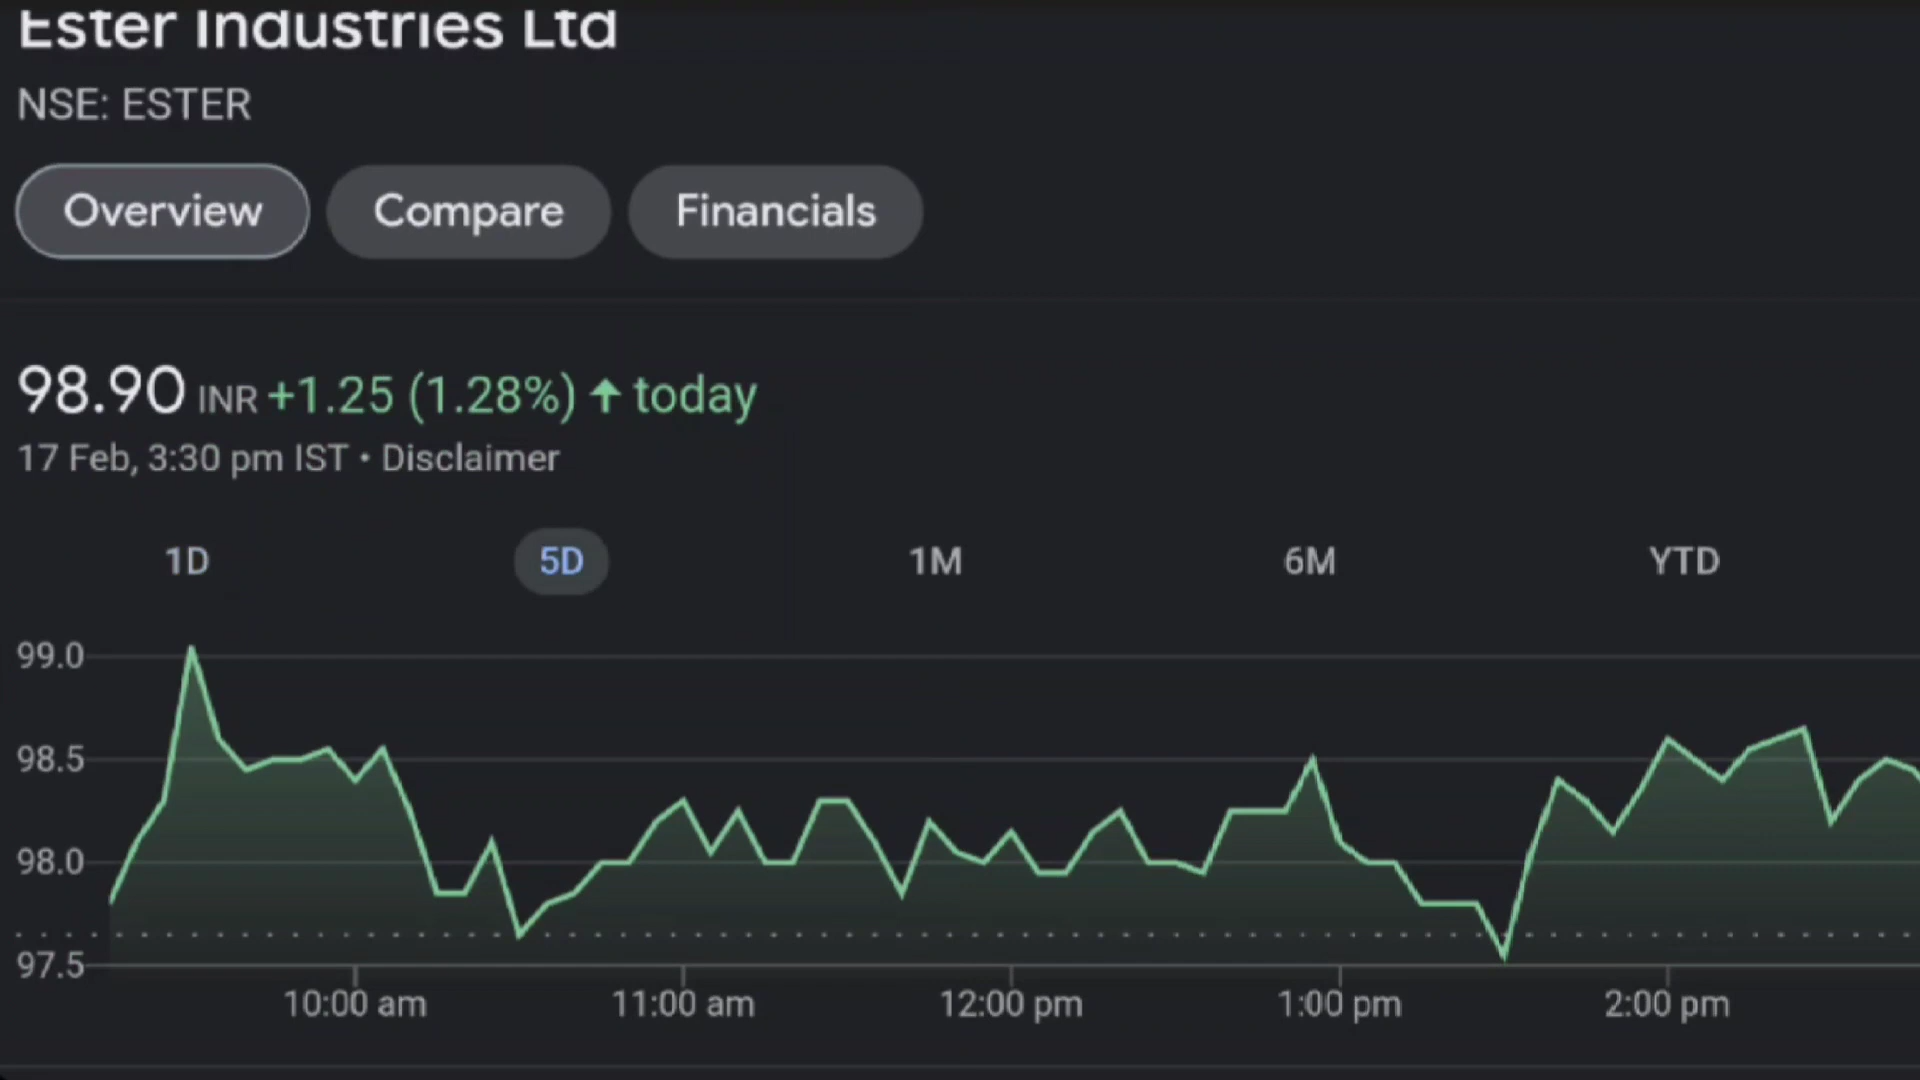 Ester Industries Ltd
NSE: ESTER
Overview Compare Financials
98.90 INR +1.25 (1.28%) ↑ today
17 Feb, 3:30 pm IST • Disclaimer
1D 5D 1M 6M YTD
99.0
98.5
98.0
97.5
10:00 am 11:00 am 12:00 pm 1:00 pm 2:00 pm